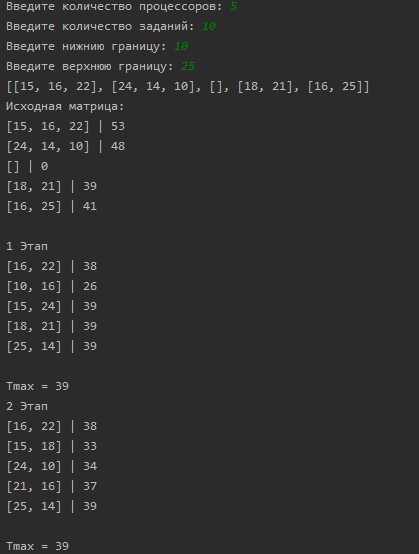 Введите количество процессоров: 5
Введите количество заданий: 10
Введите нижнию границу: 10
Введите верхнюю границу: 25
[[15, 16, 22], [24, 14, 10], [], [18, 21], [16, 25]]
Исходная матрица:
[15, 16, 22] | 53
[24, 14, 10] | 48
[] | 0
[18, 21] | 39
[16, 25] | 41
1 Этап
[16, 22] | 38
[10, 16] | 26
[15, 24] | 39
[18, 21] | 39
[25, 14] | 39
Tmax = 39
2 Этап
[16, 22] | 38
[15, 18] | 33
[24, 10] | 34
[21, 16] | 37
[25, 14] | 39
Tmax = 39